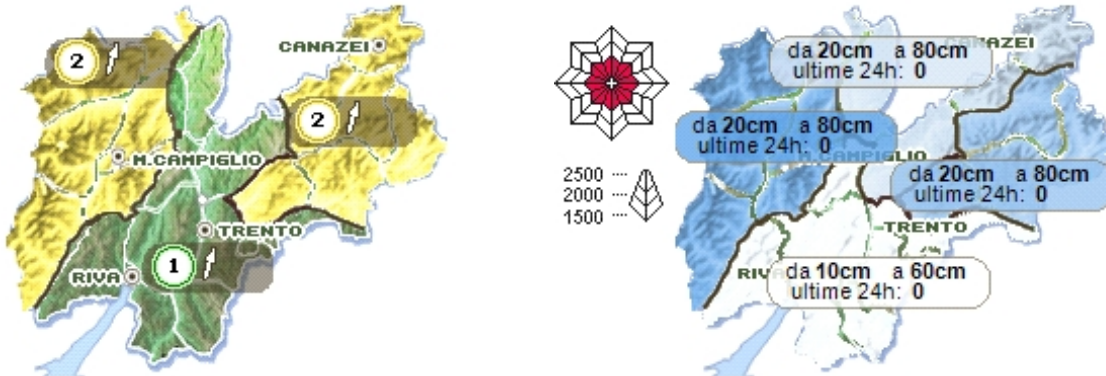 2
CANAZEI
2
M.CAMPIGLIO
TRENTO
1
RIVA
2500
2000
1500
CANAZEI
da 20cm a 80cm
ultime 24h: 0
da 20cm a 80cm
ultime 24h: 0
M.CAMPIGLIO
da 20cm a 80cm
ultime 24h: 0
TRENTO
RIVA
da 10cm a 60cm
ultime 24h: 0